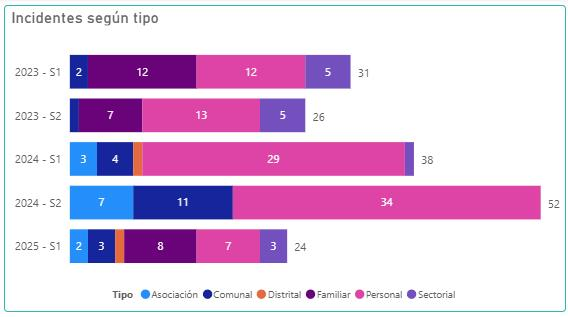 Incidentes según tipo
2023 - S1 2 12 12 5 31
2023 - S2 7 13 5 26
2024 - S1 3 4 29 38
2024 - S2 7 11 34 52
2025 - S1 2 3 8 7 3 24
Tipo Asociación Comunal Distrital Familiar Personal Sectorial